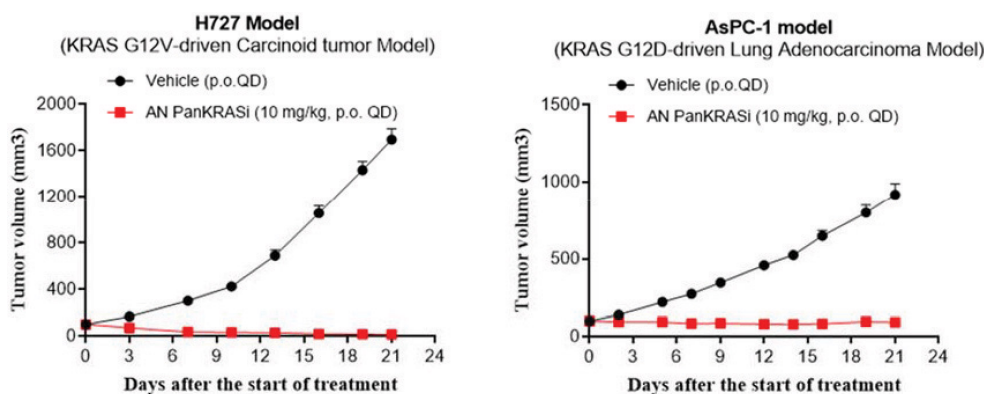 H727 Model
(KRAS G12V-driven Carcinoid tumor Model)
Vehicle (p.o.QD)
AN PanKRASi (10 mg/kg, p.o. QD)
Tumor volume (mm3)
2000
1600
1200
800
400
0
0 3 6 9 12 15 18 21 24
Days after the start of treatment
AsPC-1 model
(KRAS G12D-driven Lung Adenocarcinoma Model)
Vehicle (p.o.QD)
AN PanKRASi (10 mg/kg, p.o. QD)
Tumor volume (mm3)
1500
1000
500
0
0 3 6 9 12 15 18 21 24
Days after the start of treatment